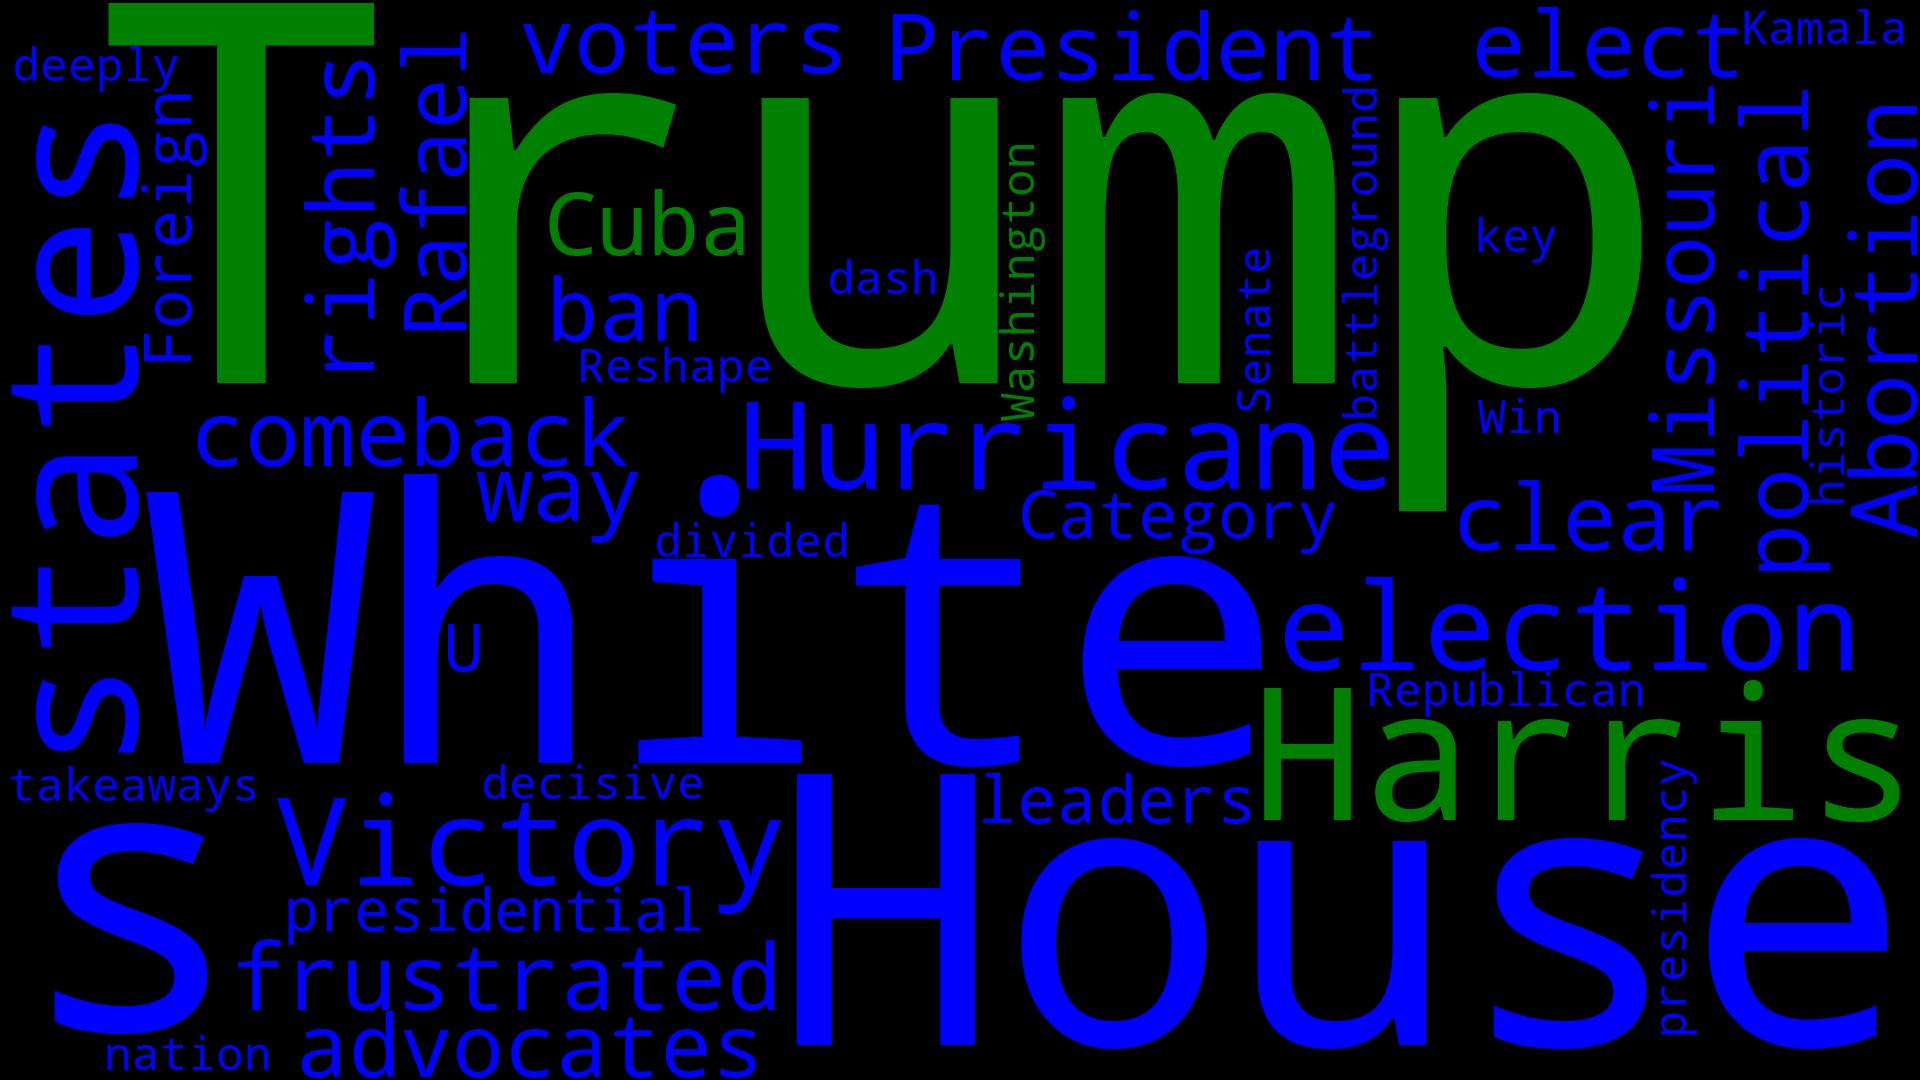 deeply
Trump
voters
President
elect
Kamala
states
Foreign
rights
Rafael
Cuba
ban
Reshape
dash
Washington
Senate
battleground
key
Win
Missouri
political
historic
Abortion
comeback
way
Hurricane
Category
clear
White
divided
U
election
Republican
Harris
takeaways
decisive
leaders
s
Victory
House
presidency
presidential
frustrated
nation
advocates